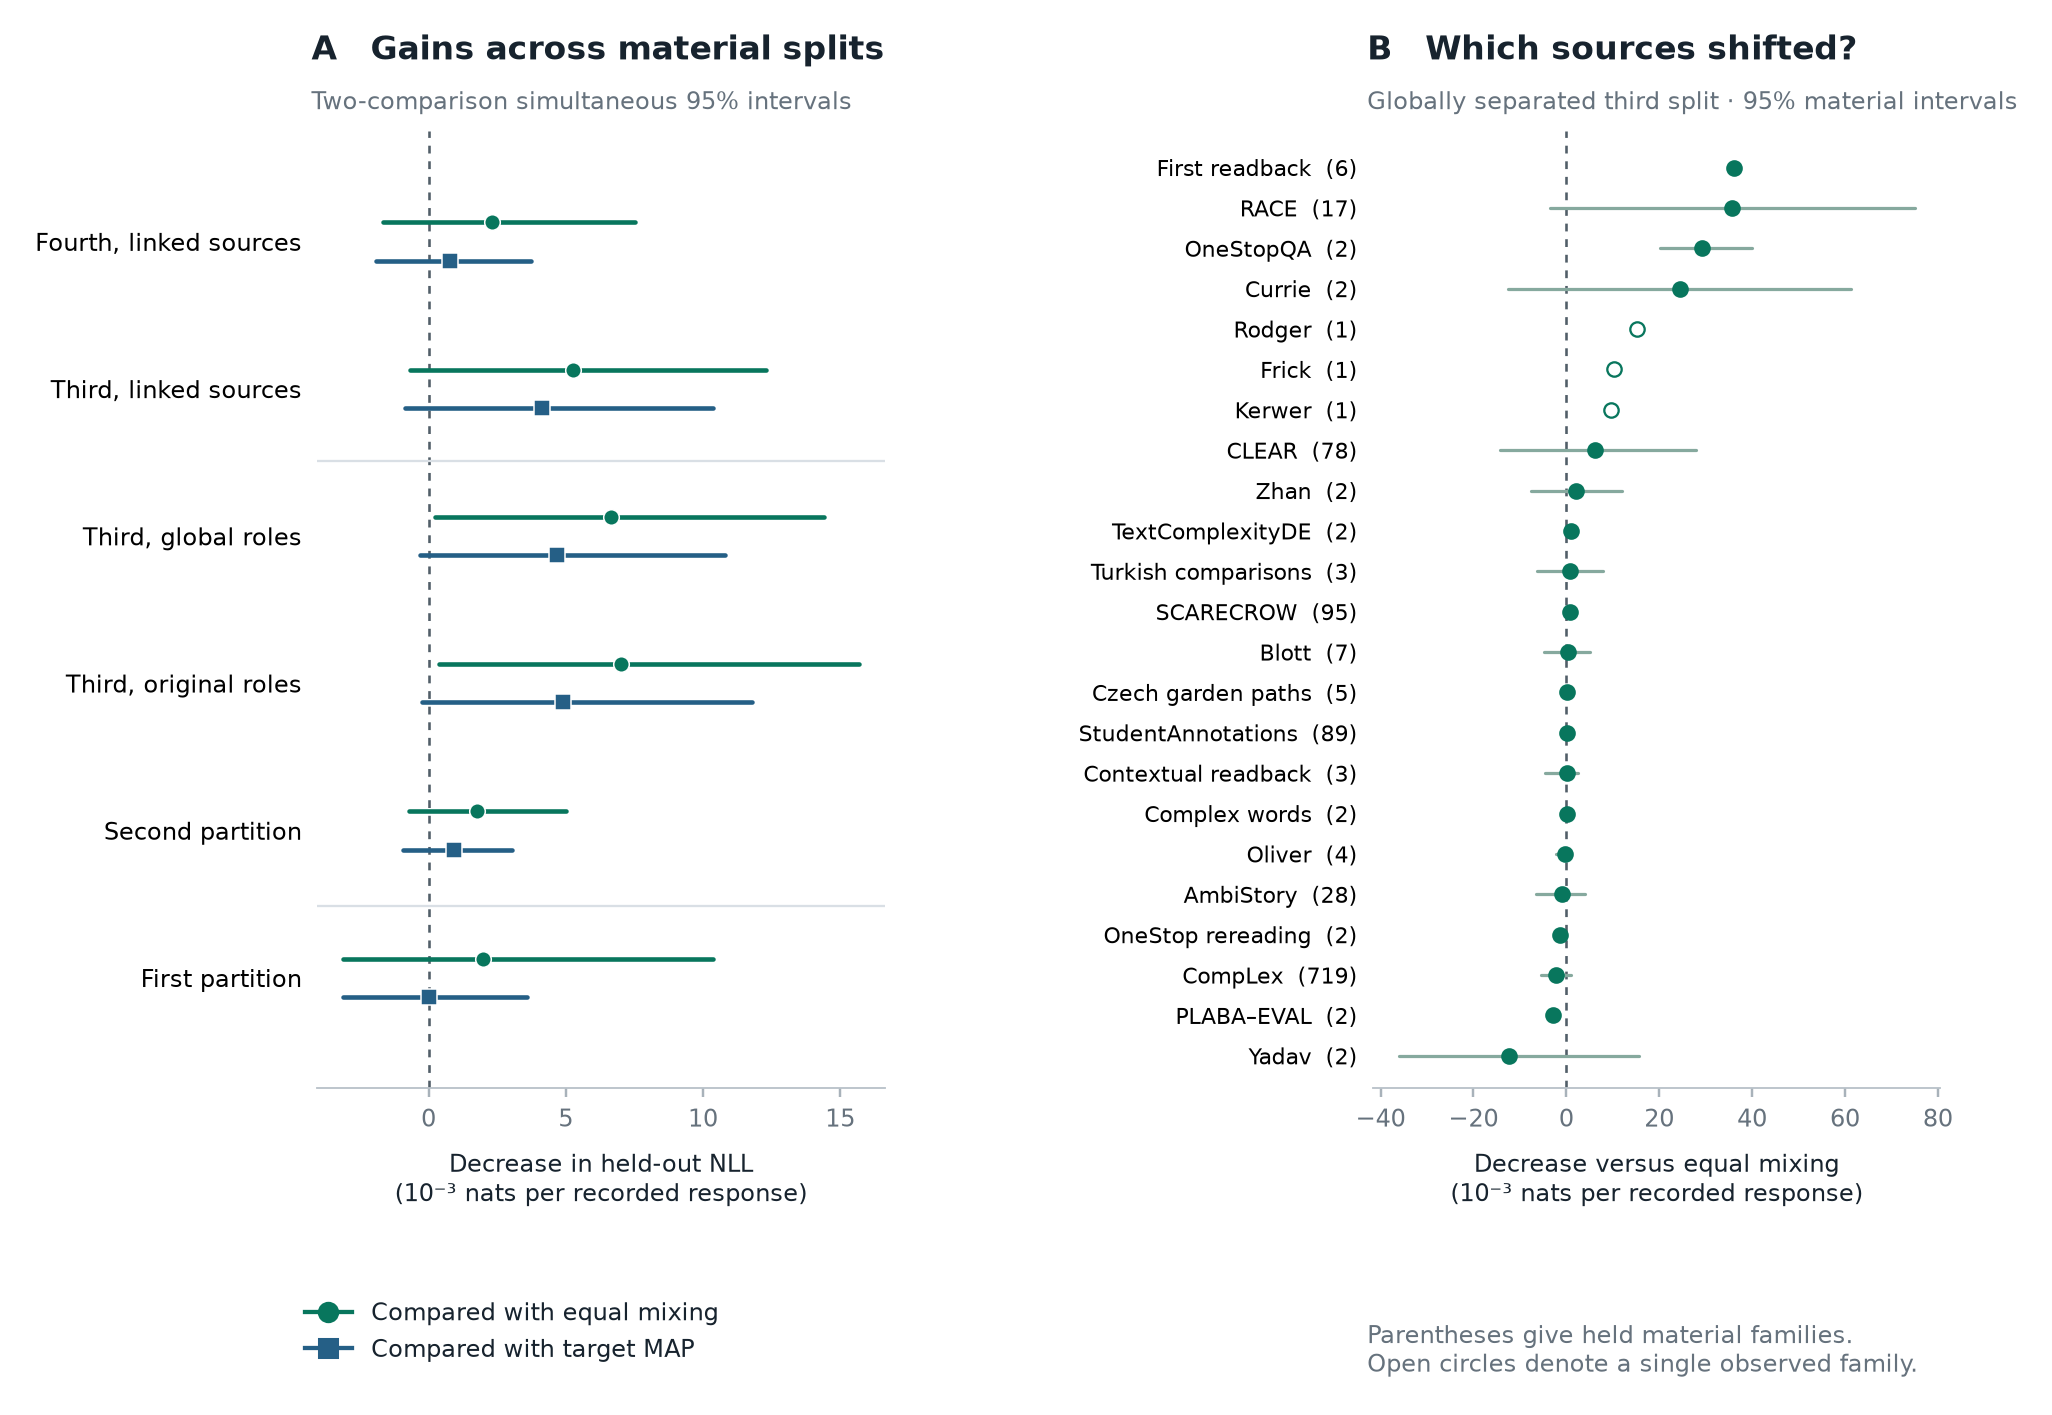 A Gains across material splits
Two-comparison simultaneous 95% intervals
Fourth, linked sources
Third, linked sources
Third, global roles
Third, original roles
Second partition
First partition
0 5 10 15
Decrease in held-out NLL
(10⁻³ nats per recorded response)
Compared with equal mixing
Compared with target MAP
B Which sources shifted?
Globally separated third split · 95% material intervals
First readback (6)
RACE (17)
OneStopQA (2)
Currie (2)
Rodger (1)
Frick (1)
Kerwer (1)
CLEAR (78)
Zhan (2)
TextComplexityDE (2)
Turkish comparisons (3)
SCARECROW (95)
Blott (7)
Czech garden paths (5)
StudentAnnotations (89)
Contextual readback (3)
Complex words (2)
Oliver (4)
AmbiStory (28)
OneStop rereading (2)
CompLex (719)
PLABA–EVAL (2)
Yadav (2)
−40 −20 0 20 40 60 80
Decrease versus equal mixing
(10⁻³ nats per recorded response)
Parentheses give held material families.
Open circles denote a single observed family.